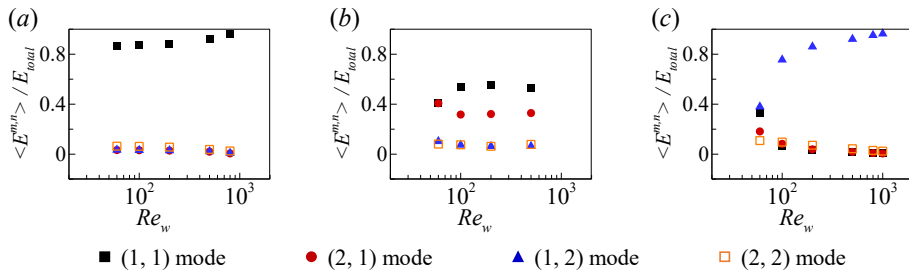 (a)
(b)
(c)
<E^{m,n}> / E_{total}
0.8
0.4
0
10^2
10^3
Re_w
<E^{m,n}> / E_{total}
0.8
0.4
0
10^2
10^3
Re_w
<E^{m,n}> / E_{total}
0.8
0.4
0
10^2
10^3
Re_w
(1, 1) mode
(2, 1) mode
(1, 2) mode
(2, 2) mode